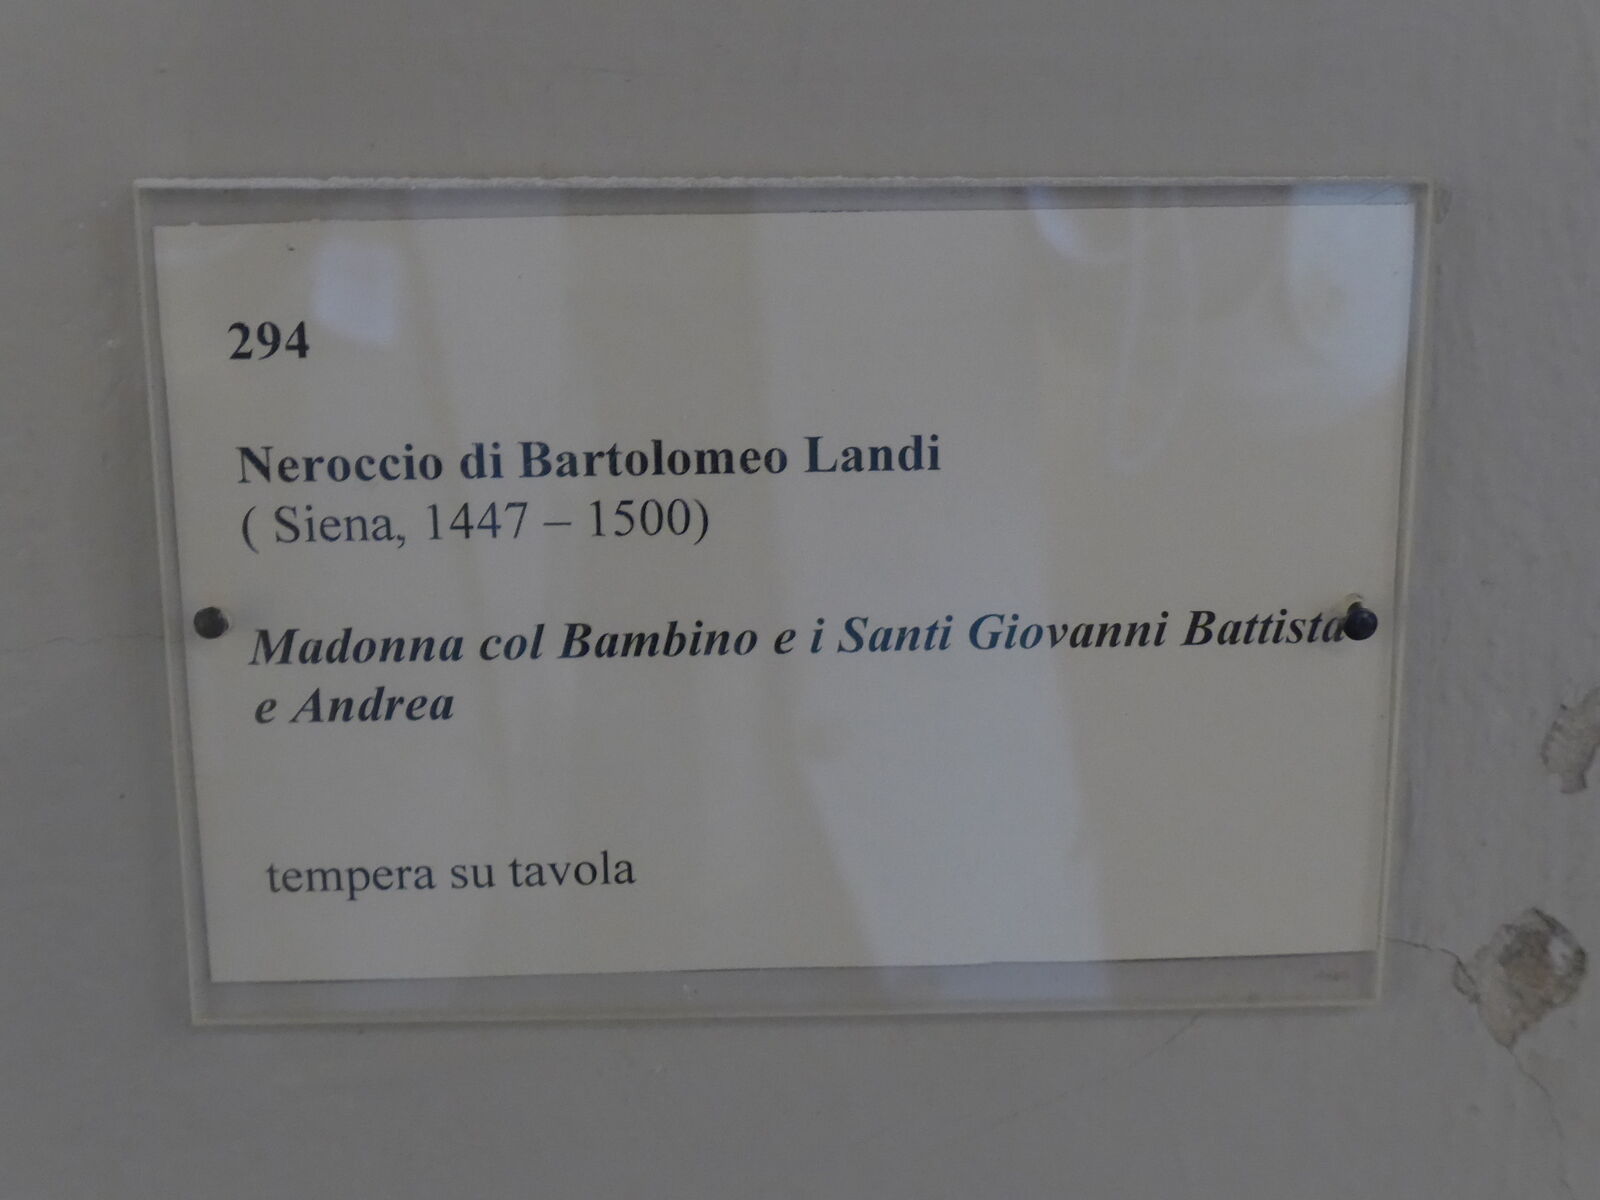 294
Neroccio di Bartolomeo Landi
( Siena, 1447 – 1500)
Madonna col Bambino e i Santi Giovanni Battista
e Andrea
tempera su tavola